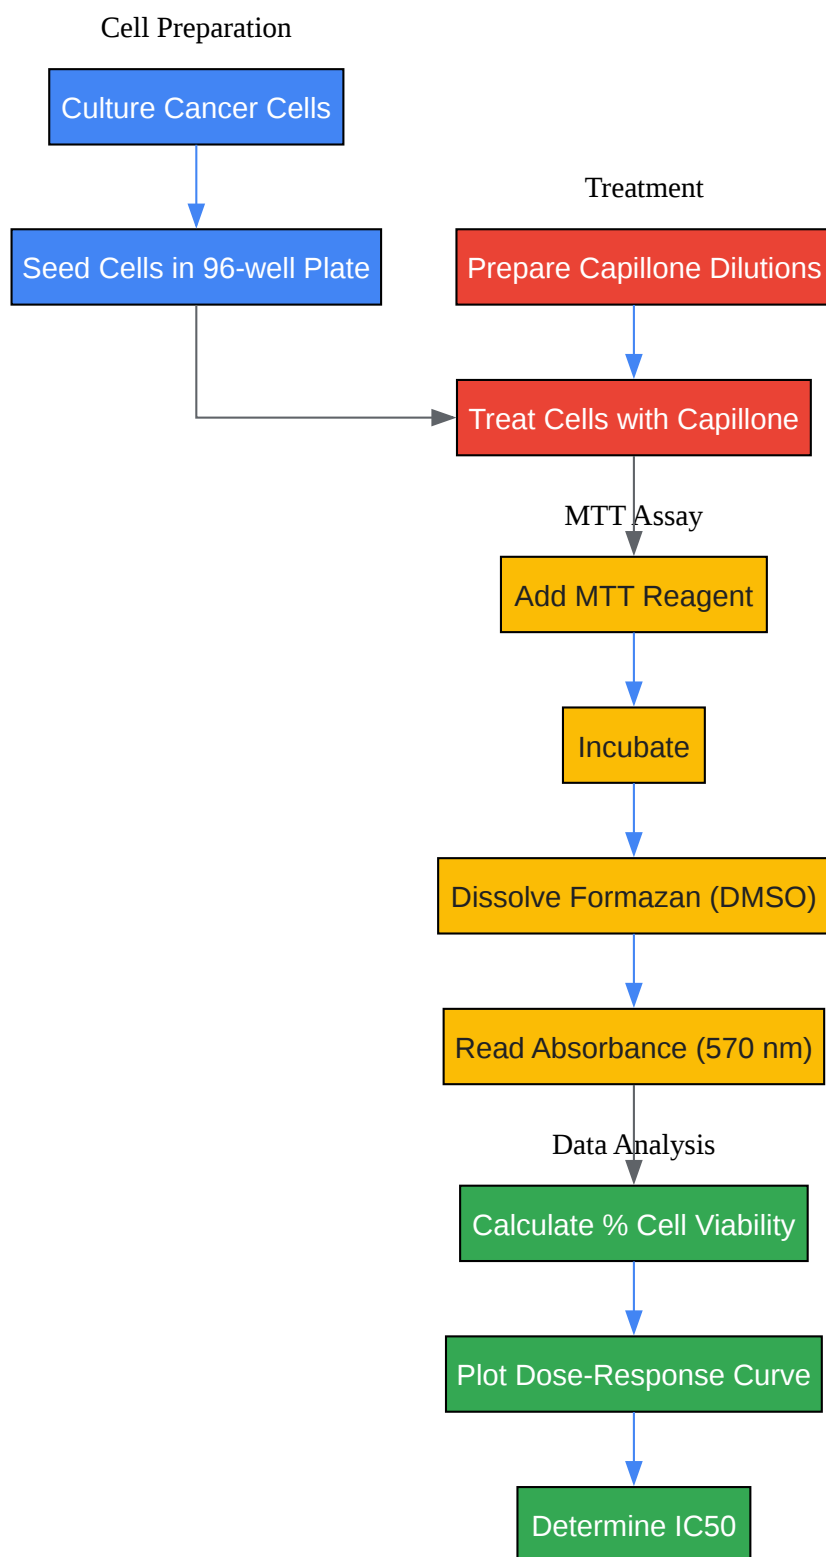 Cell Preparation
Culture Cancer Cells
Treatment
Seed Cells in 96-well Plate
Prepare Capillone Dilutions
Treat Cells with Capillone
MTT Assay
Add MTT Reagent
Incubate
Dissolve Formazan (DMSO)
Read Absorbance (570 nm)
Data Analysis
Calculate % Cell Viability
Plot Dose-Response Curve
Determine IC50